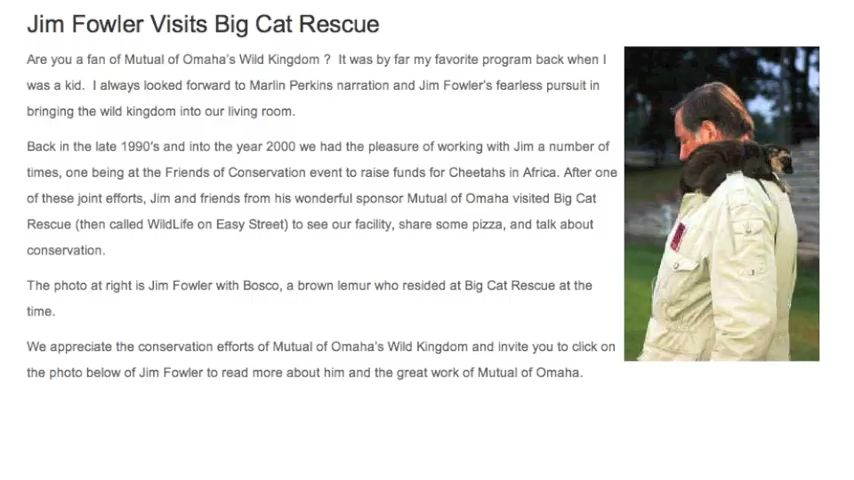 Jim Fowler Visits Big Cat Rescue
Are you a fan of Mutual of Omaha's Wild Kingdom ?  It was by far my favorite program back when I
was a kid.  I always looked forward to Marlin Perkins narration and Jim Fowler's fearless pursuit in
bringing the wild kingdom into our living room.
Back in the late 1990's and into the year 2000 we had the pleasure of working with Jim a number of
times, one being at the Friends of Conservation event to raise funds for Cheetahs in Africa. After one
of these joint efforts, Jim and friends from his wonderful sponsor Mutual of Omaha visited Big Cat
Rescue (then called WildLife on Easy Street) to see our facility, share some pizza, and talk about
conservation.
The photo at right is Jim Fowler with Bosco, a brown lemur who resided at Big Cat Rescue at the
time.
We appreciate the conservation efforts of Mutual of Omaha's Wild Kingdom and invite you to click on
the photo below of Jim Fowler to read more about him and the great work of Mutual of Omaha.